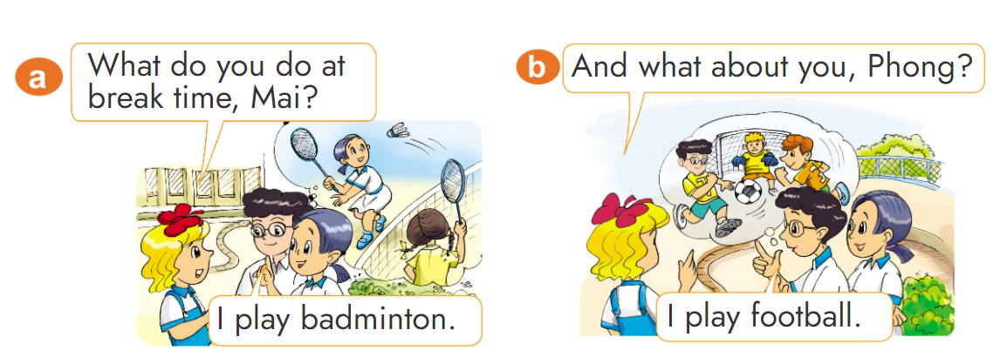 a
What do you do at
break time, Mai?
I play badminton.
b
And what about you, Phong?
I play football.